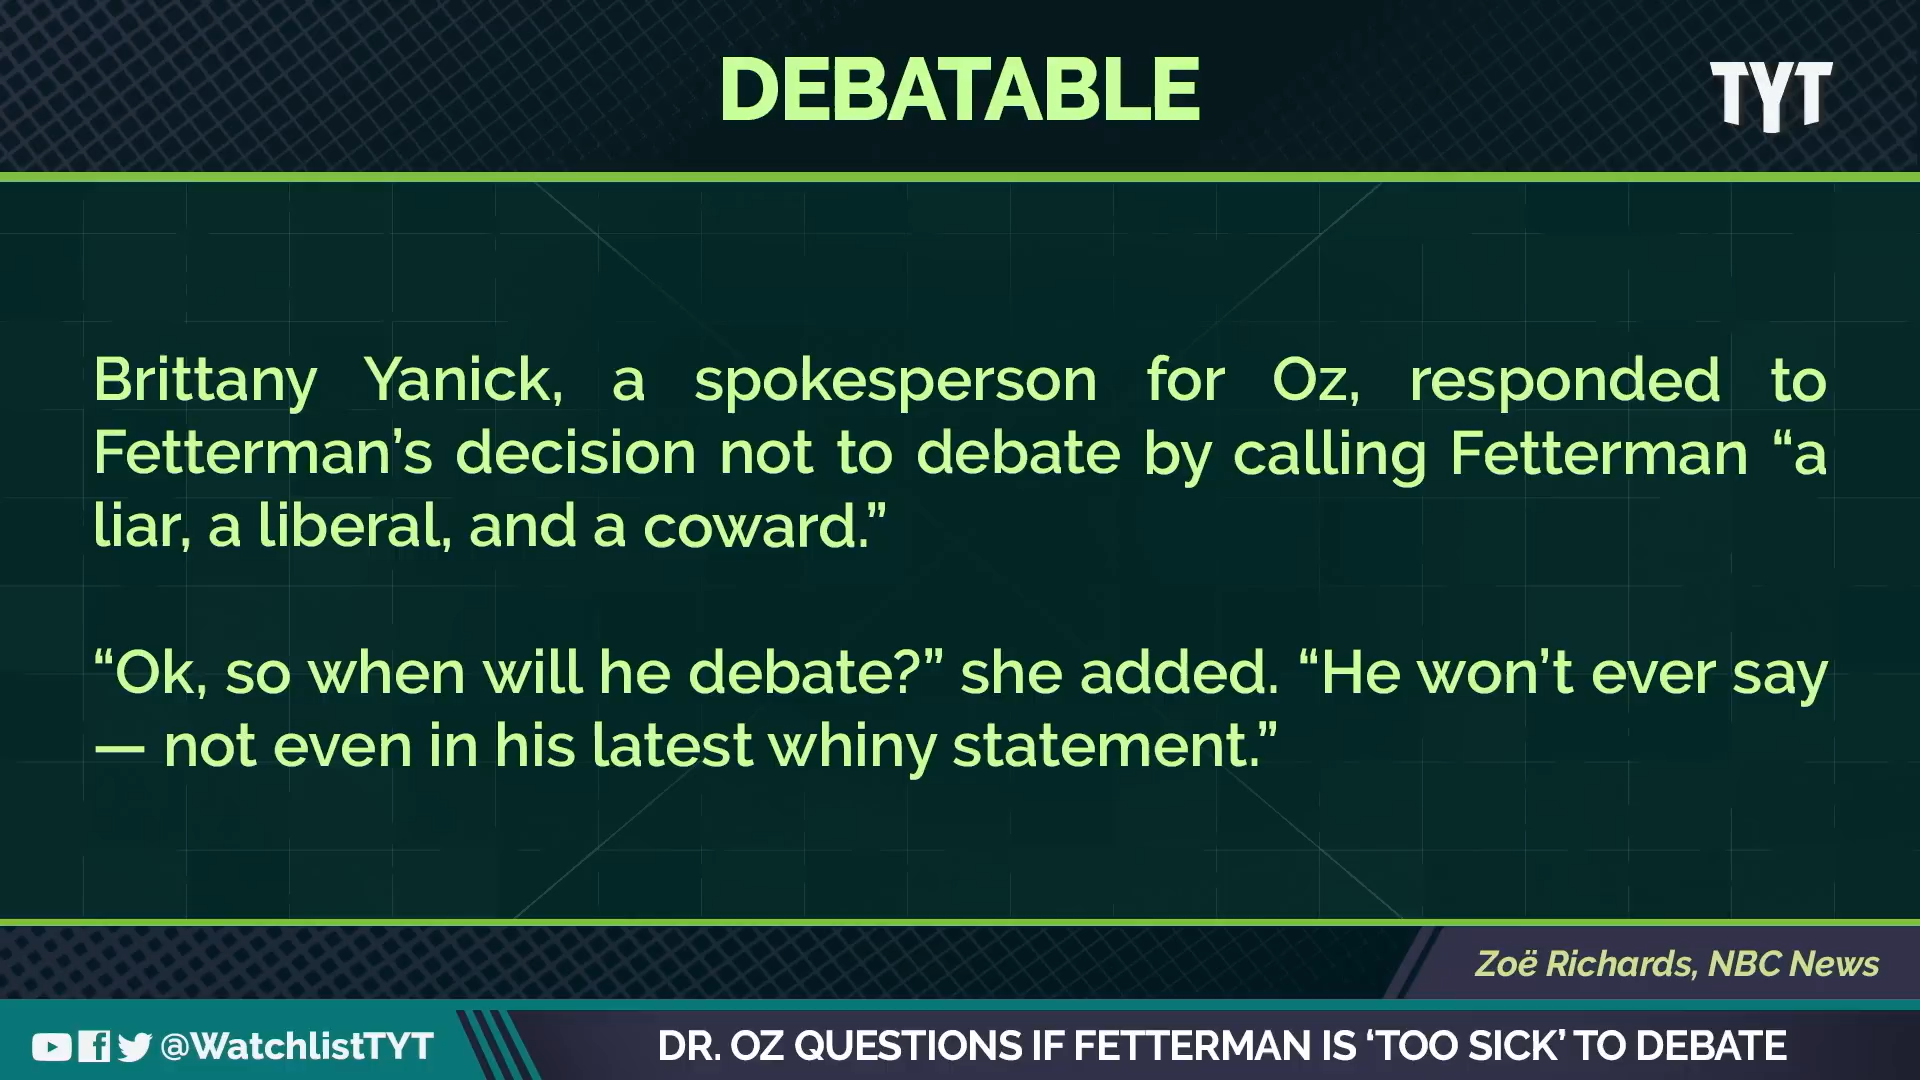 DEBATABLE
TYT
Brittany Yanick, a spokesperson for Oz, responded to
Fetterman’s decision not to debate by calling Fetterman “a
liar, a liberal, and a coward.”
“Ok, so when will he debate?” she added. “He won’t ever say
— not even in his latest whiny statement.”
Zoë Richards, NBC News
@WatchlistTYT
DR. OZ QUESTIONS IF FETTERMAN IS ‘TOO SICK’ TO DEBATE